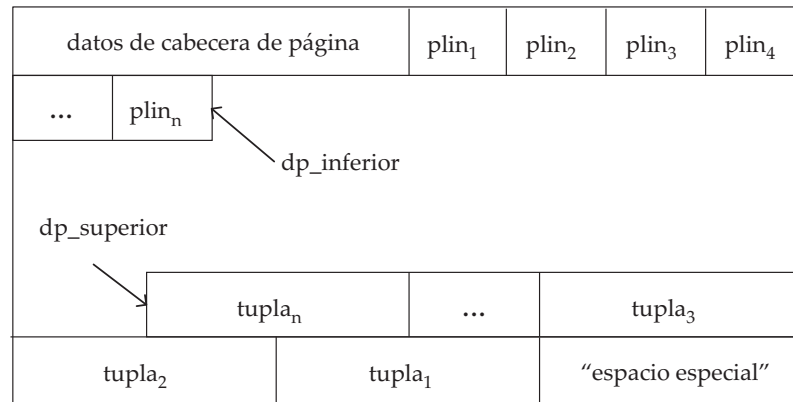 datos de cabecera de página plin₁ plin₂ plin₃ plin₄
... plinₙ
dp_inferior
dp_superior
tuplaₙ ... tupla₃
tupla₂ tupla₁ “espacio especial”